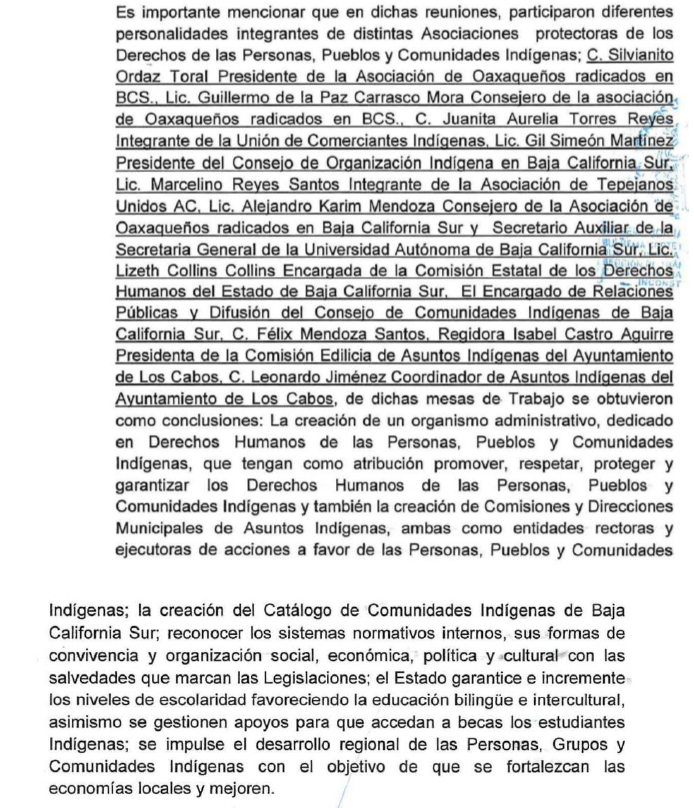 Es importante mencionar que en dichas reuniones, participaron diferentes
personalidades integrantes de distintas Asociaciones protectoras de los
Derechos de las Personas, Pueblos y Comunidades Indígenas; C. Silvianito
Ordaz Toral Presidente de la Asociación de Oaxaqueños radicados en
BCS., Lic. Guillermo de la Paz Carrasco Mora Consejero de la asociación
de Oaxaqueños radicados en BCS., C. Juanita Aurelia Torres Reyes
Integrante de la Unión de Comerciantes Indígenas, Lic. Gil Simeón Martínez
Presidente del Consejo de Organización Indígena en Baja California Sur,
Lic. Marcelino Reyes Santos Integrante de la Asociación de Tepejanos
Unidos AC, Lic. Alejandro Karim Mendoza Consejero de la Asociación de
Oaxaqueños radicados en Baja California Sur y Secretario Auxiliar de la
Secretaria General de la Universidad Autónoma de Baja California Sur, Lic.
Lizeth Collins Collins Encargada de la Comisión Estatal de los Derechos
Humanos del Estado de Baja California Sur, El Encargado de Relaciones
Públicas y Difusión del Consejo de Comunidades Indígenas de Baja
California Sur, C. Félix Mendoza Santos, Regidora Isabel Castro Aguirre
Presidenta de la Comisión Edilicia de Asuntos Indígenas del Ayuntamiento
de Los Cabos, C. Leonardo Jiménez Coordinador de Asuntos Indígenas del
Ayuntamiento de Los Cabos, de dichas mesas de Trabajo se obtuvieron
como conclusiones: La creación de un organismo administrativo, dedicado
en Derechos Humanos de las Personas, Pueblos y Comunidades
Indígenas, que tengan como atribución promover, respetar, proteger y
garantizar los Derechos Humanos de las Personas, Pueblos y
Comunidades Indígenas y también la creación de Comisiones y Direcciones
Municipales de Asuntos Indígenas, ambas como entidades rectoras y
ejecutoras de acciones a favor de las Personas, Pueblos y Comunidades
Indígenas; la creación del Catálogo de Comunidades Indígenas de Baja
California Sur; reconocer los sistemas normativos internos, sus formas de
convivencia y organización social, económica, política y cultural con las
salvedades que marcan las Legislaciones; el Estado garantice e incremente
los niveles de escolaridad favoreciendo la educación bilingüe e intercultural,
asimismo se gestionen apoyos para que accedan a becas los estudiantes
Indígenas; se impulse el desarrollo regional de las Personas, Grupos y
Comunidades Indígenas con el objetivo de que se fortalezcan las
economías locales y mejoren.